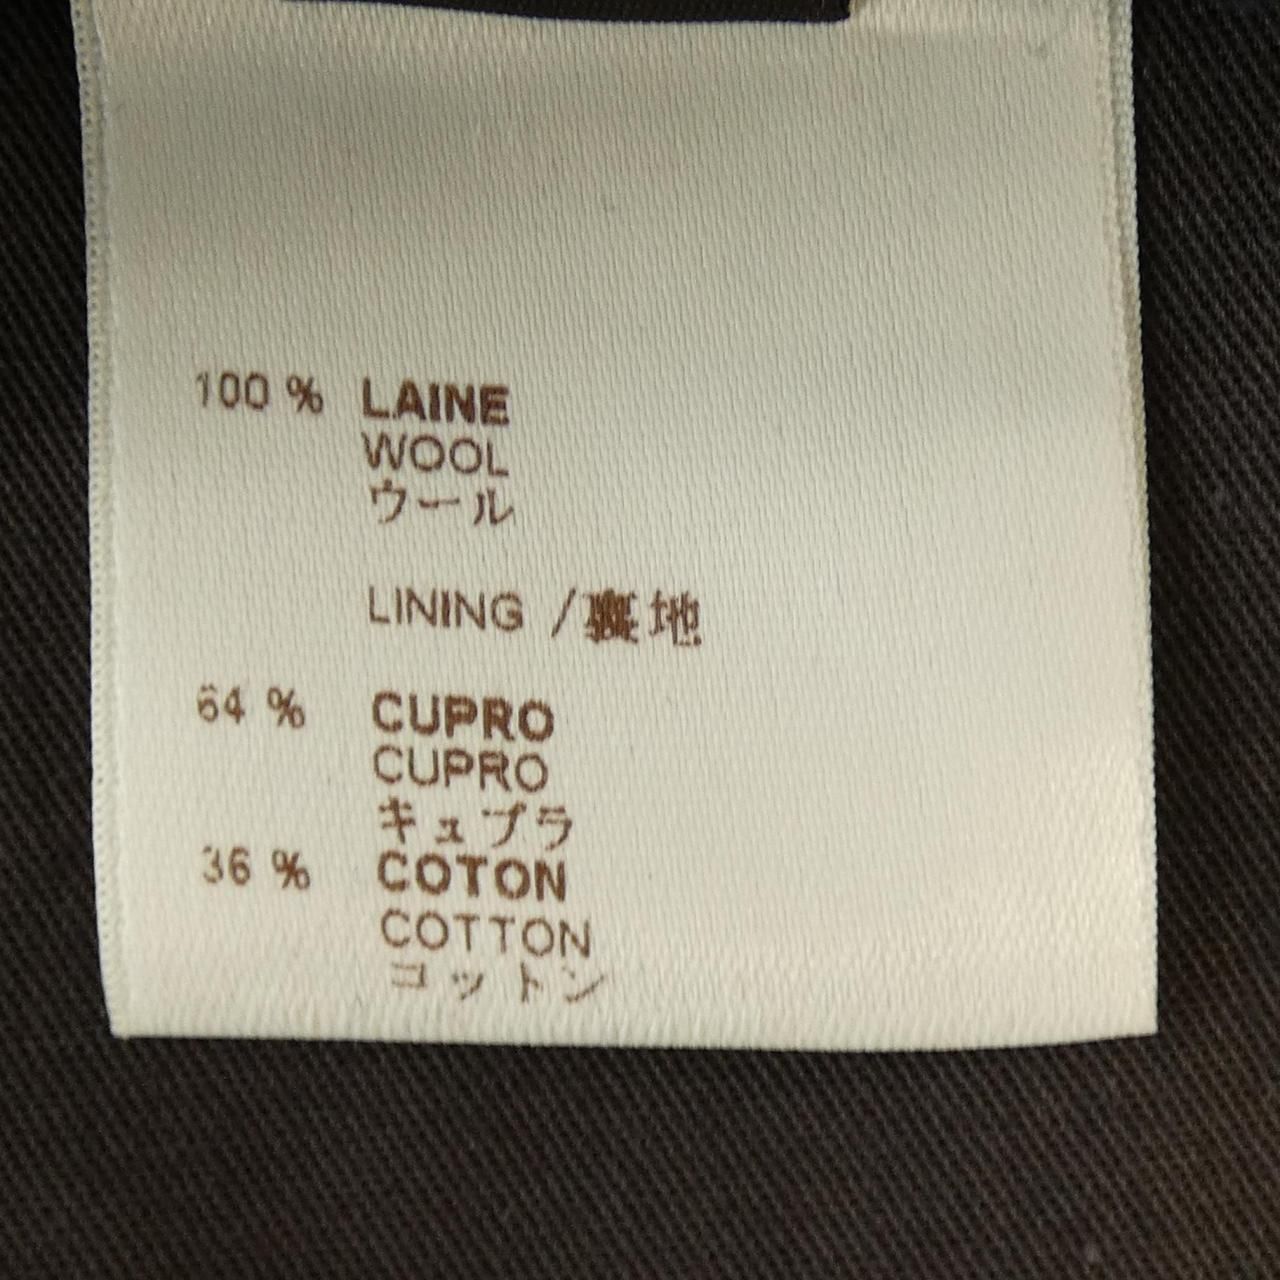 100 % LAINE
WOOL
ウール
LINING /裏地
64 % CUPRO
CUPRO
キュプラ
36 % COTON
COTTON
コットン